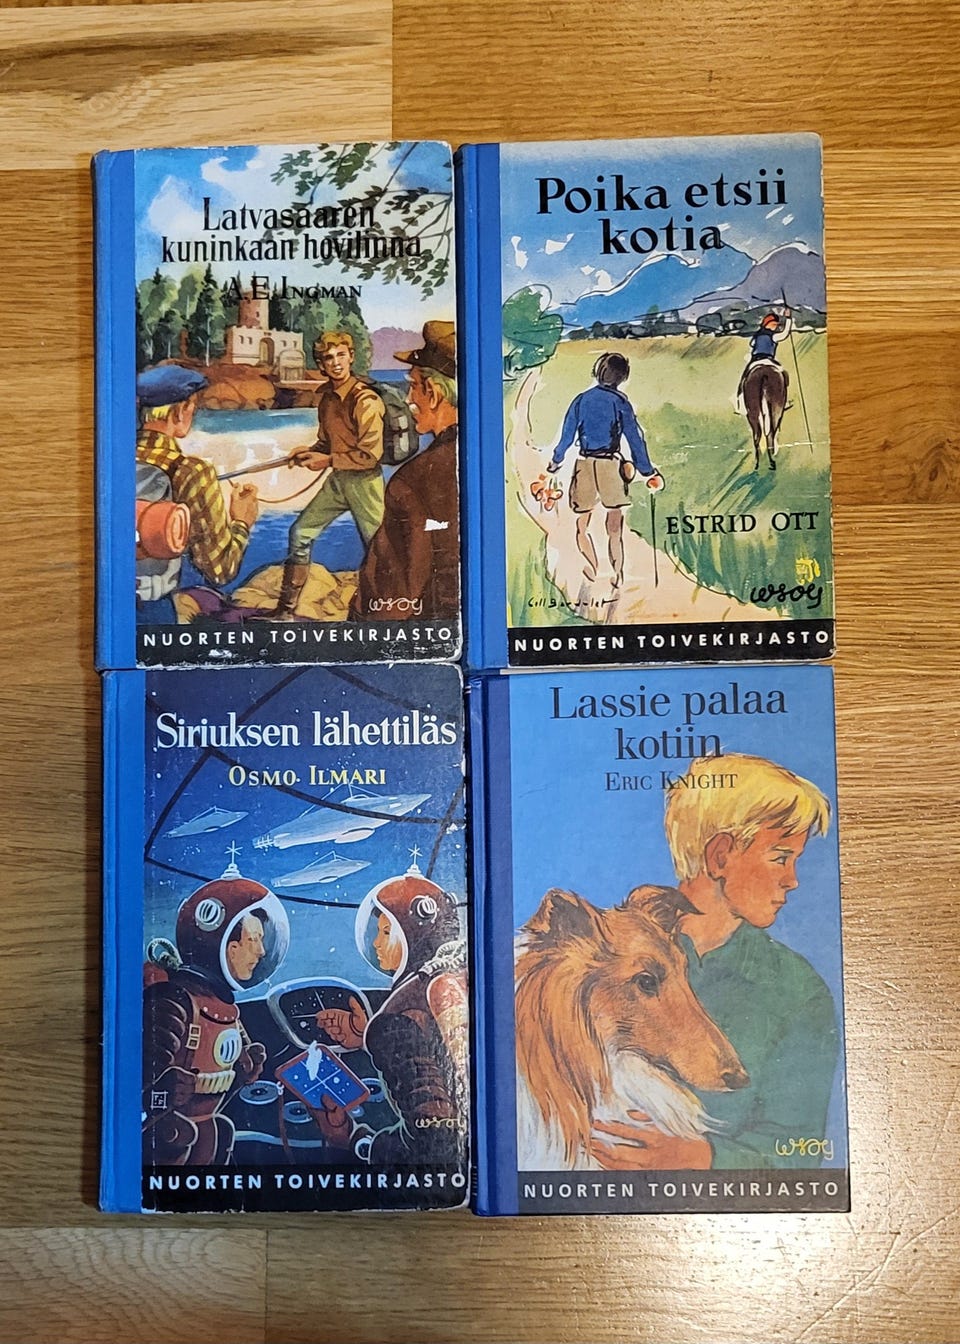 Latvasaaren
kuninkaan hovilinna
A. E. Ingman
wsoy
NUORTEN TOIVEKIRJASTO
Poika etsii
kotia
ESTRID OTT
wsoy
NUORTEN TOIVEKIRJASTO
Siriuksen lähettiläs
OSMO ILMARI
wsoy
NUORTEN TOIVEKIRJASTO
Lassie palaa
kotiin
ERIC KNIGHT
wsoy
NUORTEN TOIVEKIRJASTO